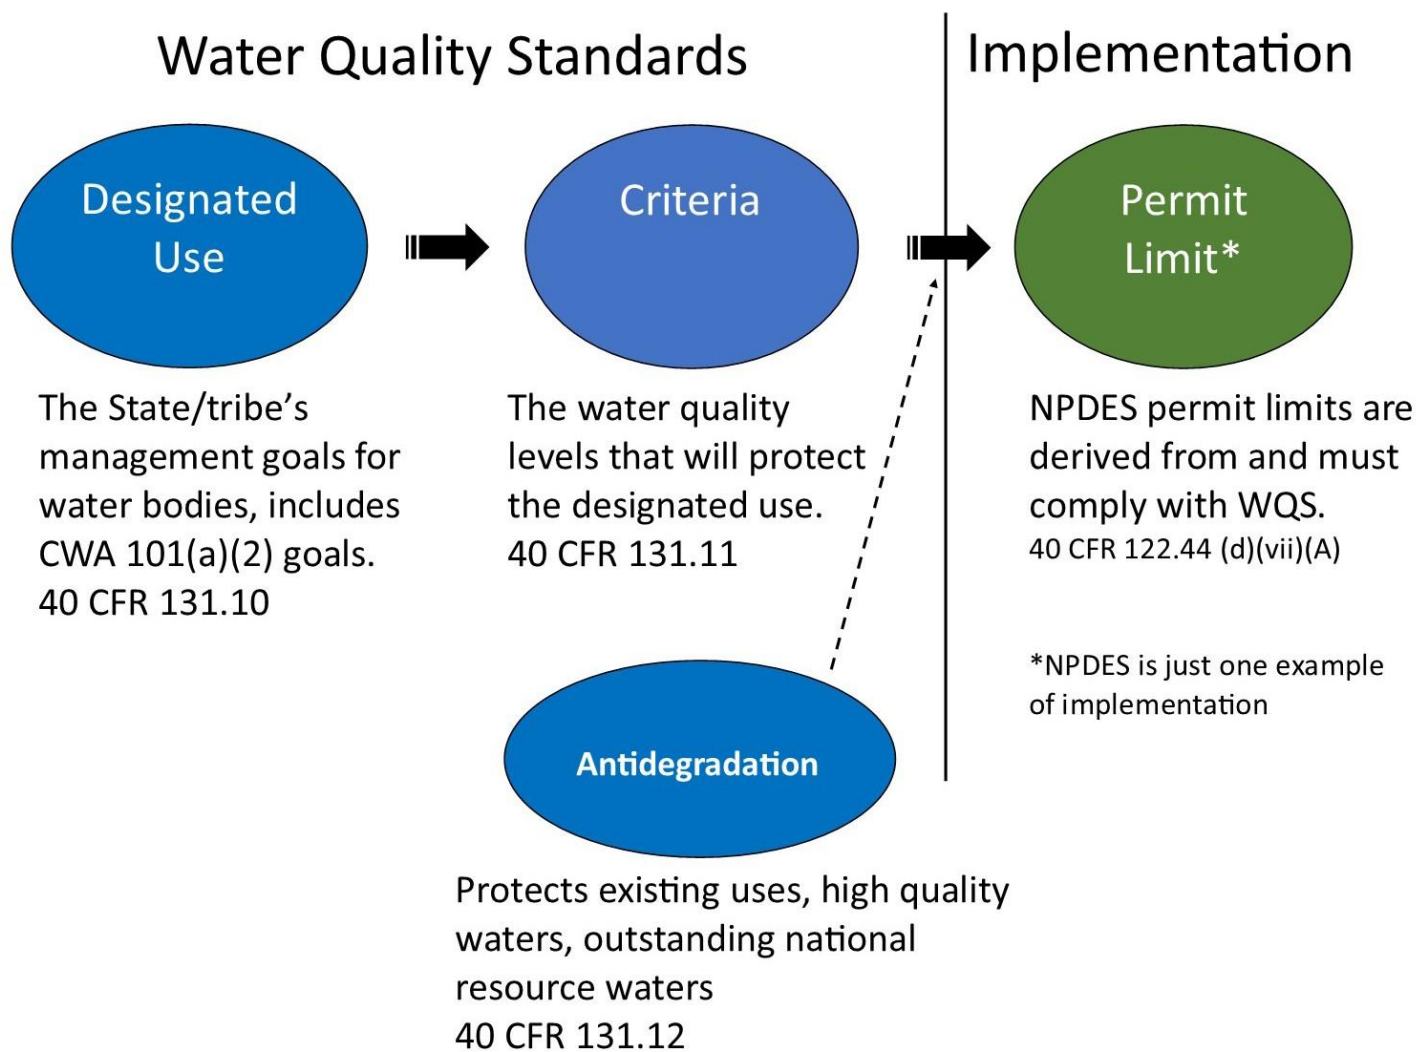 Water Quality Standards
Implementation
Designated
Use
The State/tribe’s
management goals for
water bodies, includes
CWA 101(a)(2) goals.
40 CFR 131.10
Criteria
The water quality
levels that will protect
the designated use.
40 CFR 131.11
Permit
Limit*
NPDES permit limits are
derived from and must
comply with WQS.
40 CFR 122.44 (d)(vii)(A)
*NPDES is just one example
of implementation
Antidegradation
Protects existing uses, high quality
waters, outstanding national
resource waters
40 CFR 131.12